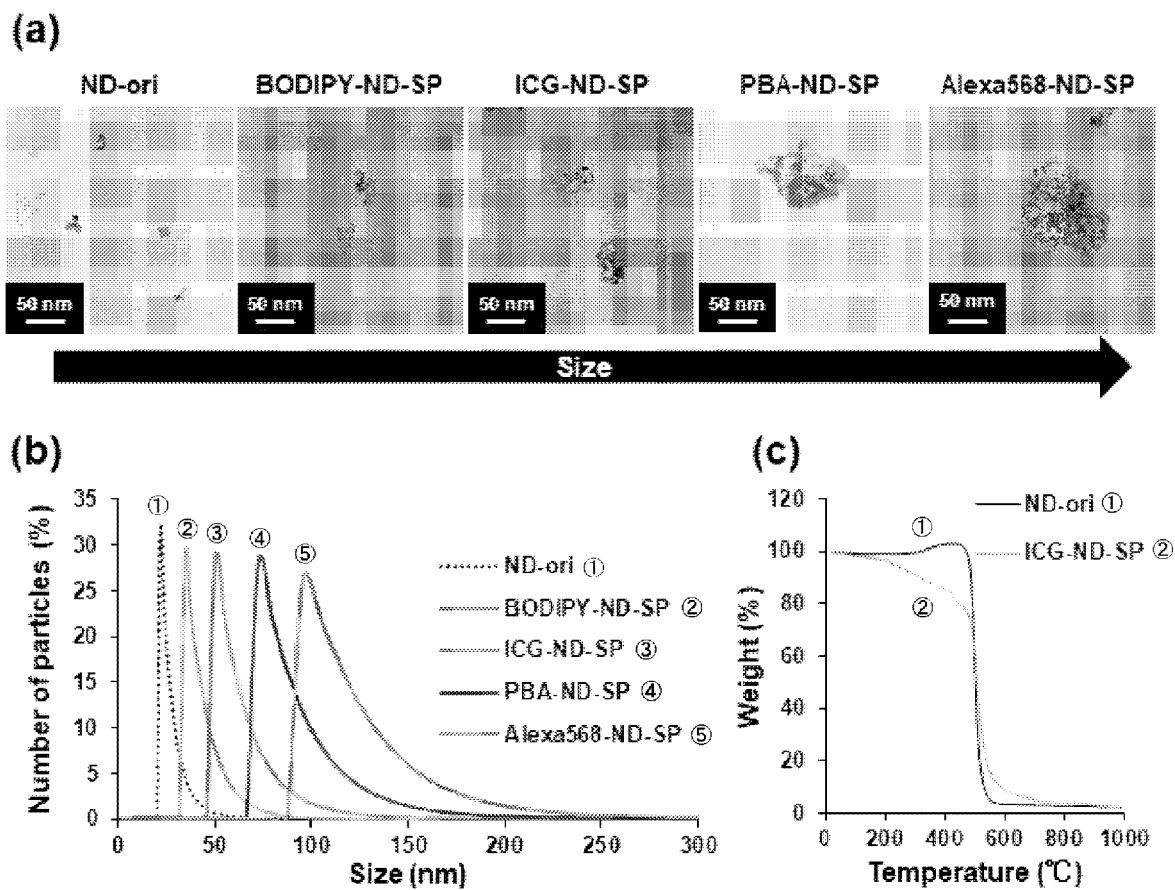 (a)
ND-ori BODIPY-ND-SP ICG-ND-SP PBA-ND-SP Alexa568-ND-SP
50 nm 50 nm 50 nm 50 nm 50 nm
Size
(b)
Number of particles (%)
35
30
25
20
15
10
5
0
0 50 100 150 200 250 300
Size (nm)
① ② ③ ④ ⑤
ND-ori ①
BODIPY-ND-SP ②
ICG-ND-SP ③
PBA-ND-SP ④
Alexa568-ND-SP ⑤
(c)
Weight (%)
120
100
80
60
40
20
0
0 200 400 600 800 1000
Temperature (℃)
①
②
ND-ori ①
ICG-ND-SP ②